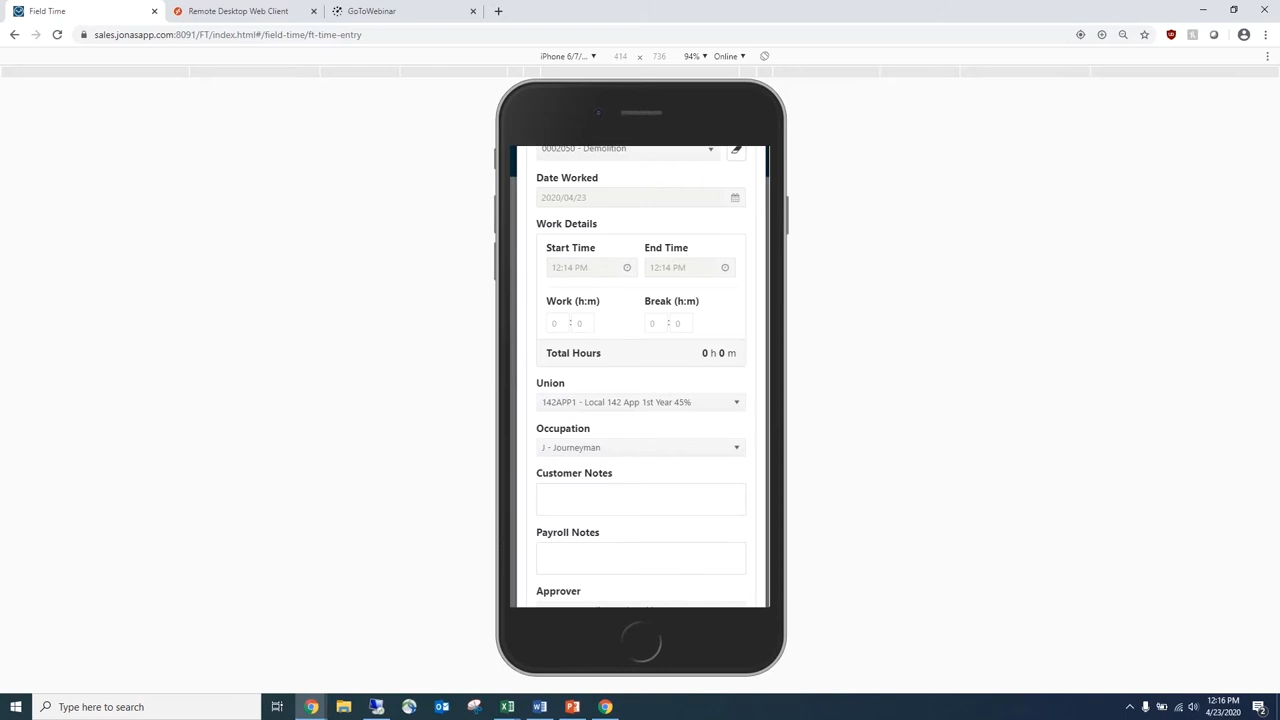 Field Time
Remote Desktop Web Client
GoToWebinar
sales.jonasapp.com:8091/FT/index.html#/field-time/ft-time-entry
iPhone 6/7/... 414 × 736 94% Online
0002050 - Demolition
Date Worked
2020/04/23
Work Details
Start Time End Time
12:14 PM 12:14 PM
Work (h:m) Break (h:m)
0 : 0 0 : 0
Total Hours 0 h 0 m
Union
142APP1 - Local 142 App 1st Year 45%
Occupation
J - Journeyman
Customer Notes
Payroll Notes
Approver
Type here to search
12:16 PM
4/23/2020
2